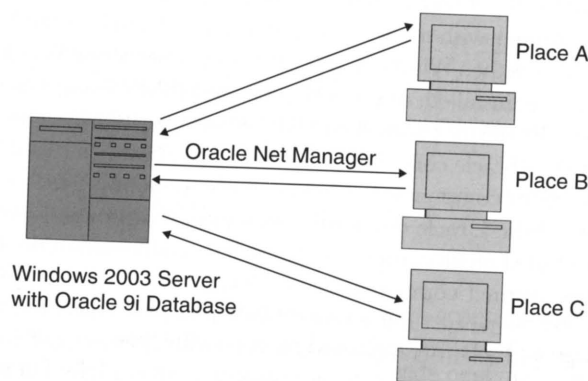 Place A
Oracle Net Manager
Place B
Windows 2003 Server
with Oracle 9i Database
Place C